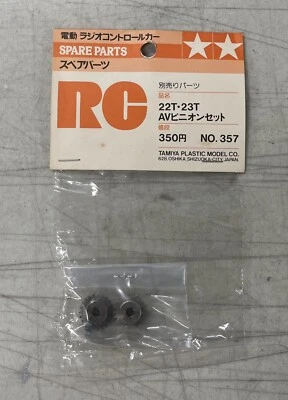 電動 ラジオコントロールカー
SPARE PARTS
スペアパーツ
RC
別売りパーツ
品名
22T・23T
AVピニオンセット
価段
350円 NO.357
TAMIYA PLASTIC MODEL CO.
628, OSHIKA, SHIZUOKA-CITY, JAPAN